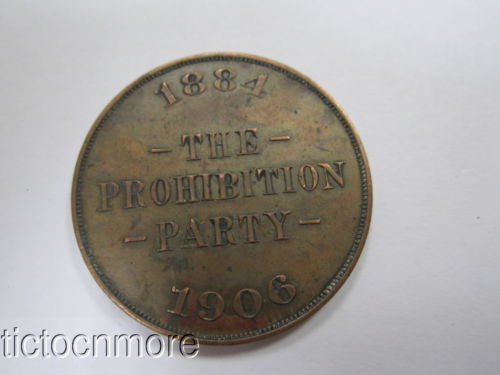 1884
- THE -
PROHIBITION
- PARTY -
1906
tictocnmore